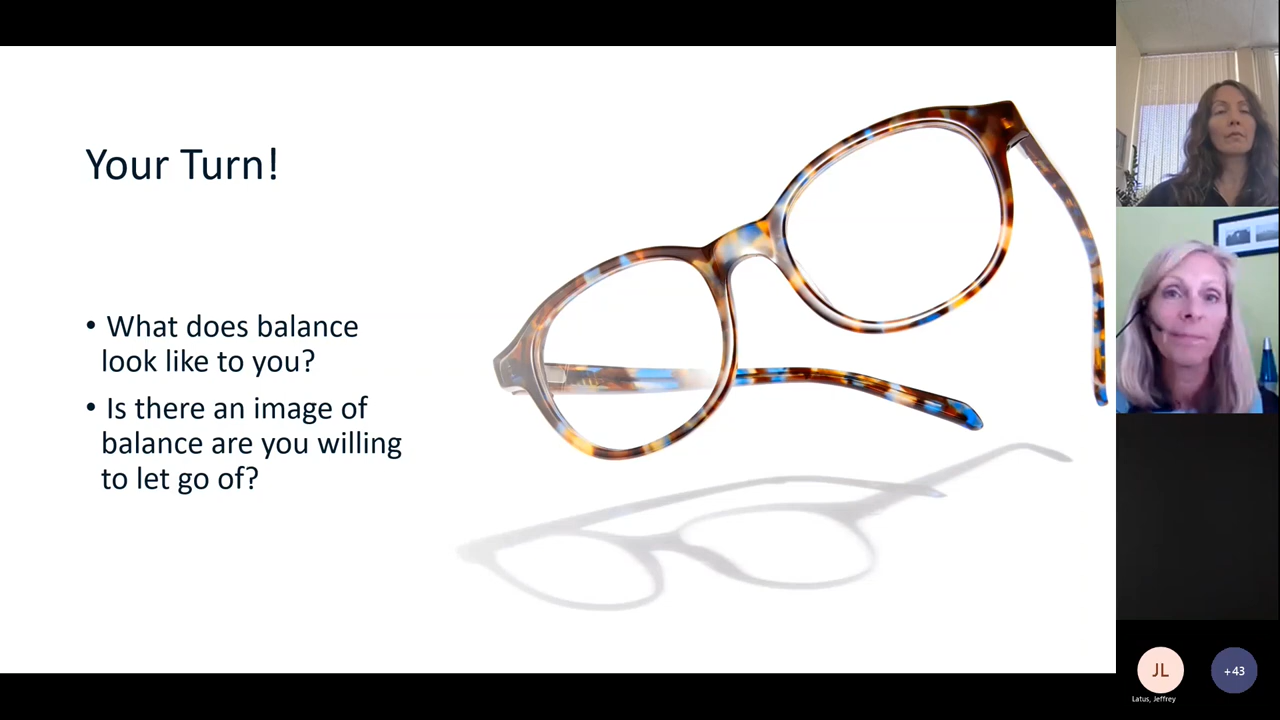 Your Turn!
• What does balance
look like to you?
• Is there an image of
balance are you willing
to let go of?
JL
+43
Latus, Jeffrey